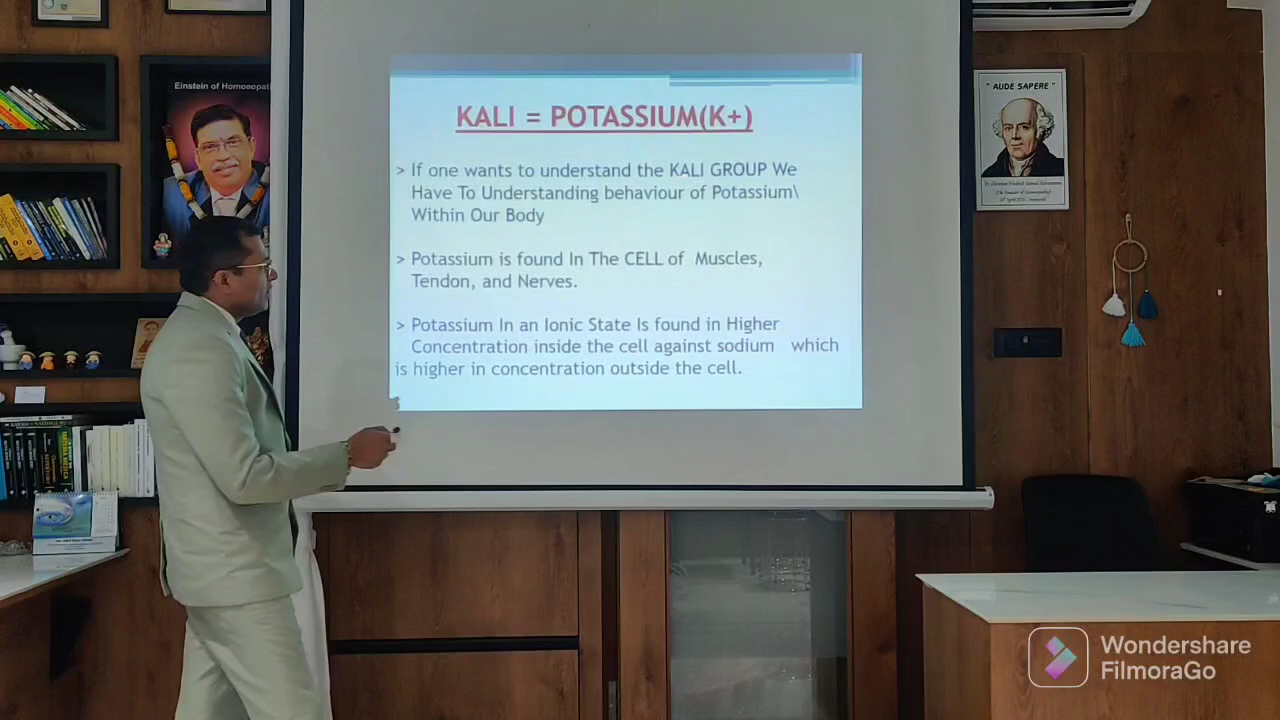 Einstein of Homoeopat
" AUDE SAPERE "
KALI = POTASSIUM(K+)
> If one wants to understand the KALI GROUP We
Have To Understanding behaviour of Potassium\
Within Our Body
> Potassium is found In The CELL of Muscles,
Tendon, and Nerves.
> Potassium In an Ionic State Is found in Higher
Concentration inside the cell against sodium which
is higher in concentration outside the cell.
Wondershare
FilmoraGo